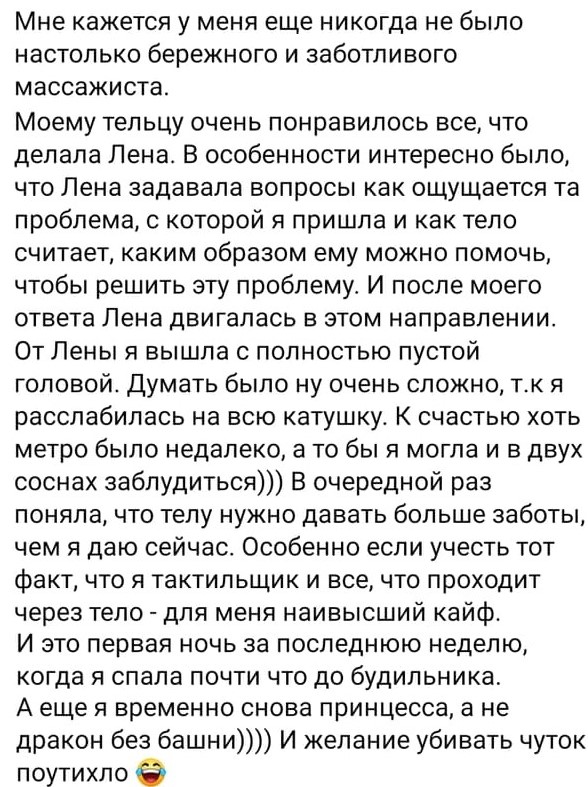 Мне кажется у меня еще никогда не было
настолько бережного и заботливого
массажиста.
Моему тельцу очень понравилось все, что
делала Лена. В особенности интересно было,
что Лена задавала вопросы как ощущается та
проблема, с которой я пришла и как тело
считает, каким образом ему можно помочь,
чтобы решить эту проблему. И после моего
ответа Лена двигалась в этом направлении.
От Лены я вышла с полностью пустой
головой. Думать было ну очень сложно, т.к я
расслабилась на всю катушку. К счастью хоть
метро было недалеко, а то бы я могла и в двух
соснах заблудиться))) В очередной раз
поняла, что телу нужно давать больше заботы,
чем я даю сейчас. Особенно если учесть тот
факт, что я тактильщик и все, что проходит
через тело - для меня наивысший кайф.
И это первая ночь за последнюю неделю,
когда я спала почти что до будильника.
А еще я временно снова принцесса, а не
дракон без башни)))) И желание убивать чуток
поутихло 😂